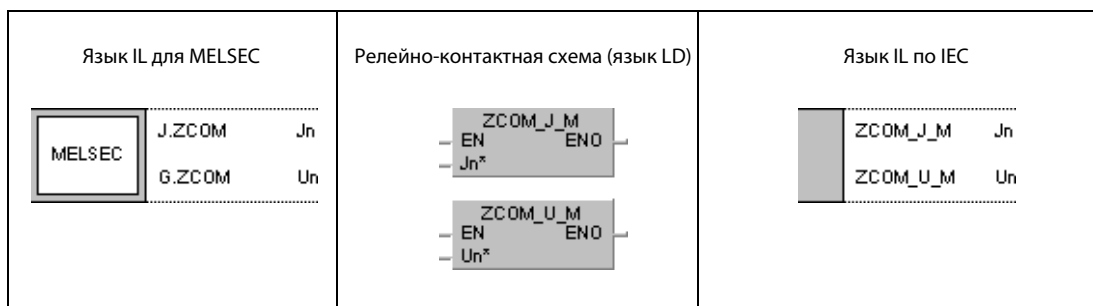 Язык IL для MELSEC
MELSEC
J.ZCOM Jn
G.ZCOM Un
Релейно-контактная схема (язык LD)
ZCOM_J_M
EN ENO
Jn*
ZCOM_U_M
EN ENO
Un*
Язык IL по IEC
ZCOM_J_M Jn
ZCOM_U_M Un